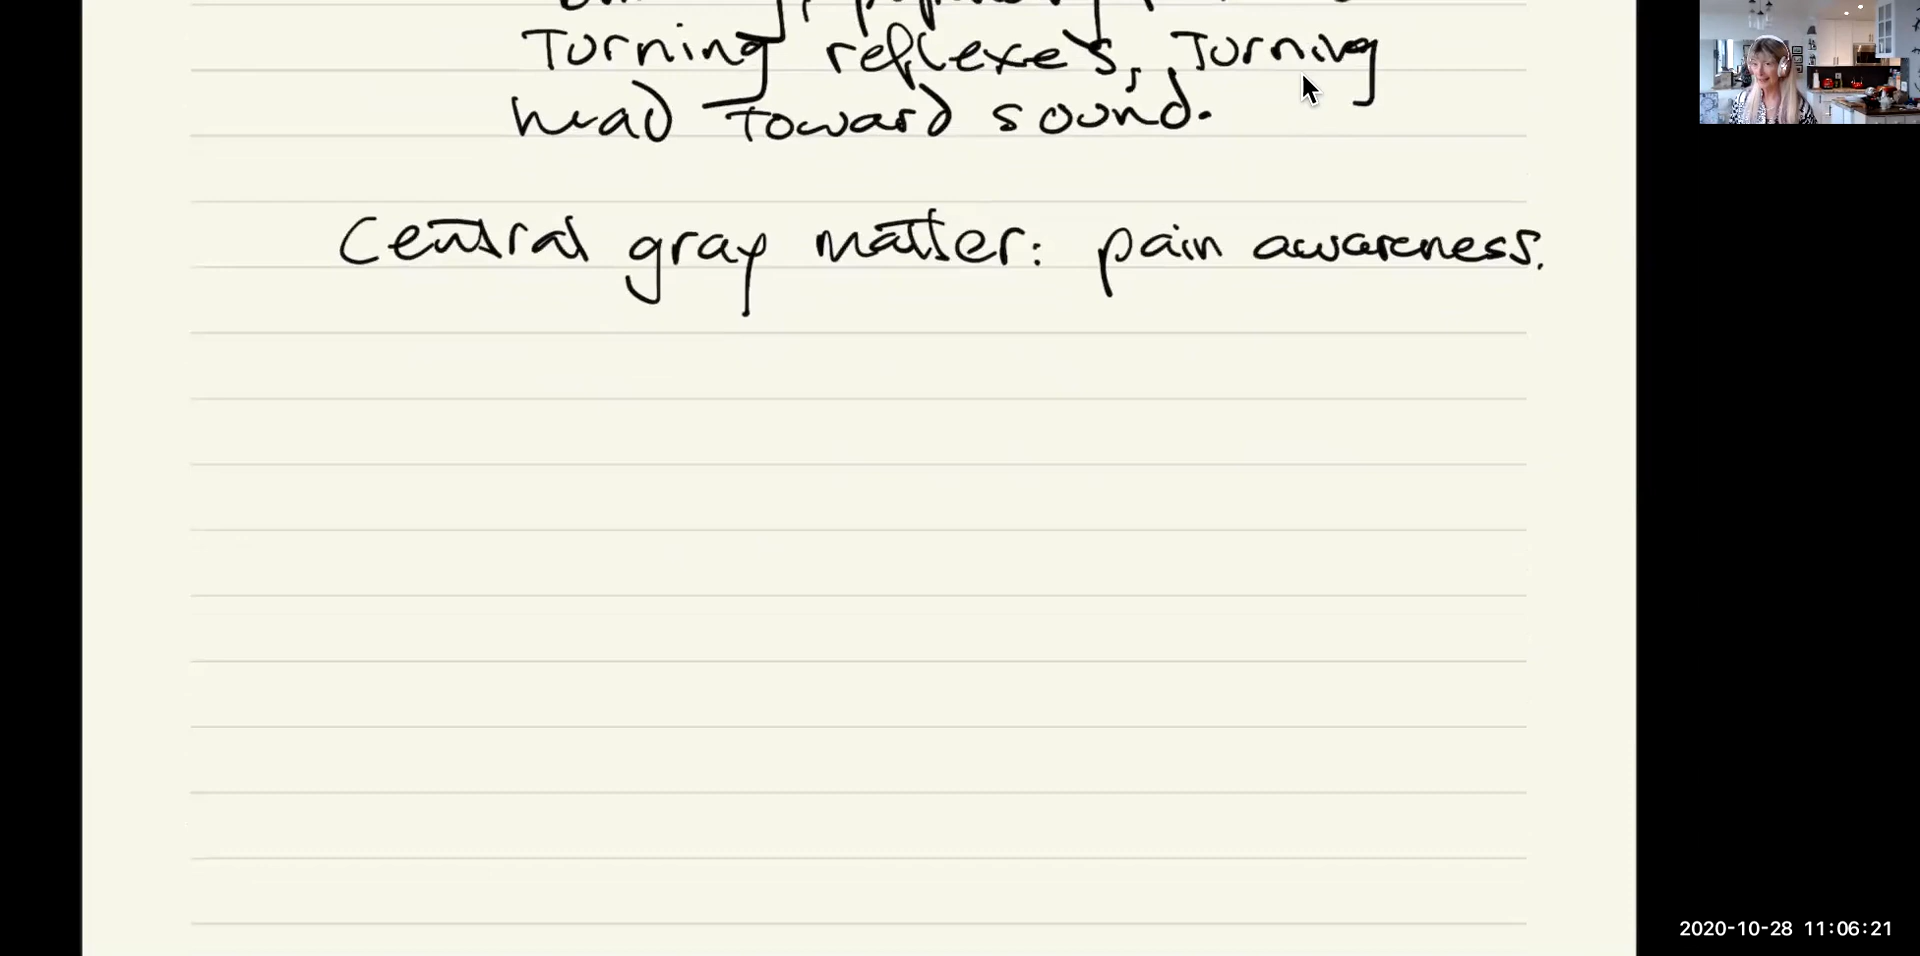 Turning reflexes, Turning
head toward sound.
Central gray matter: pain awareness.
2020-10-28 11:06:21